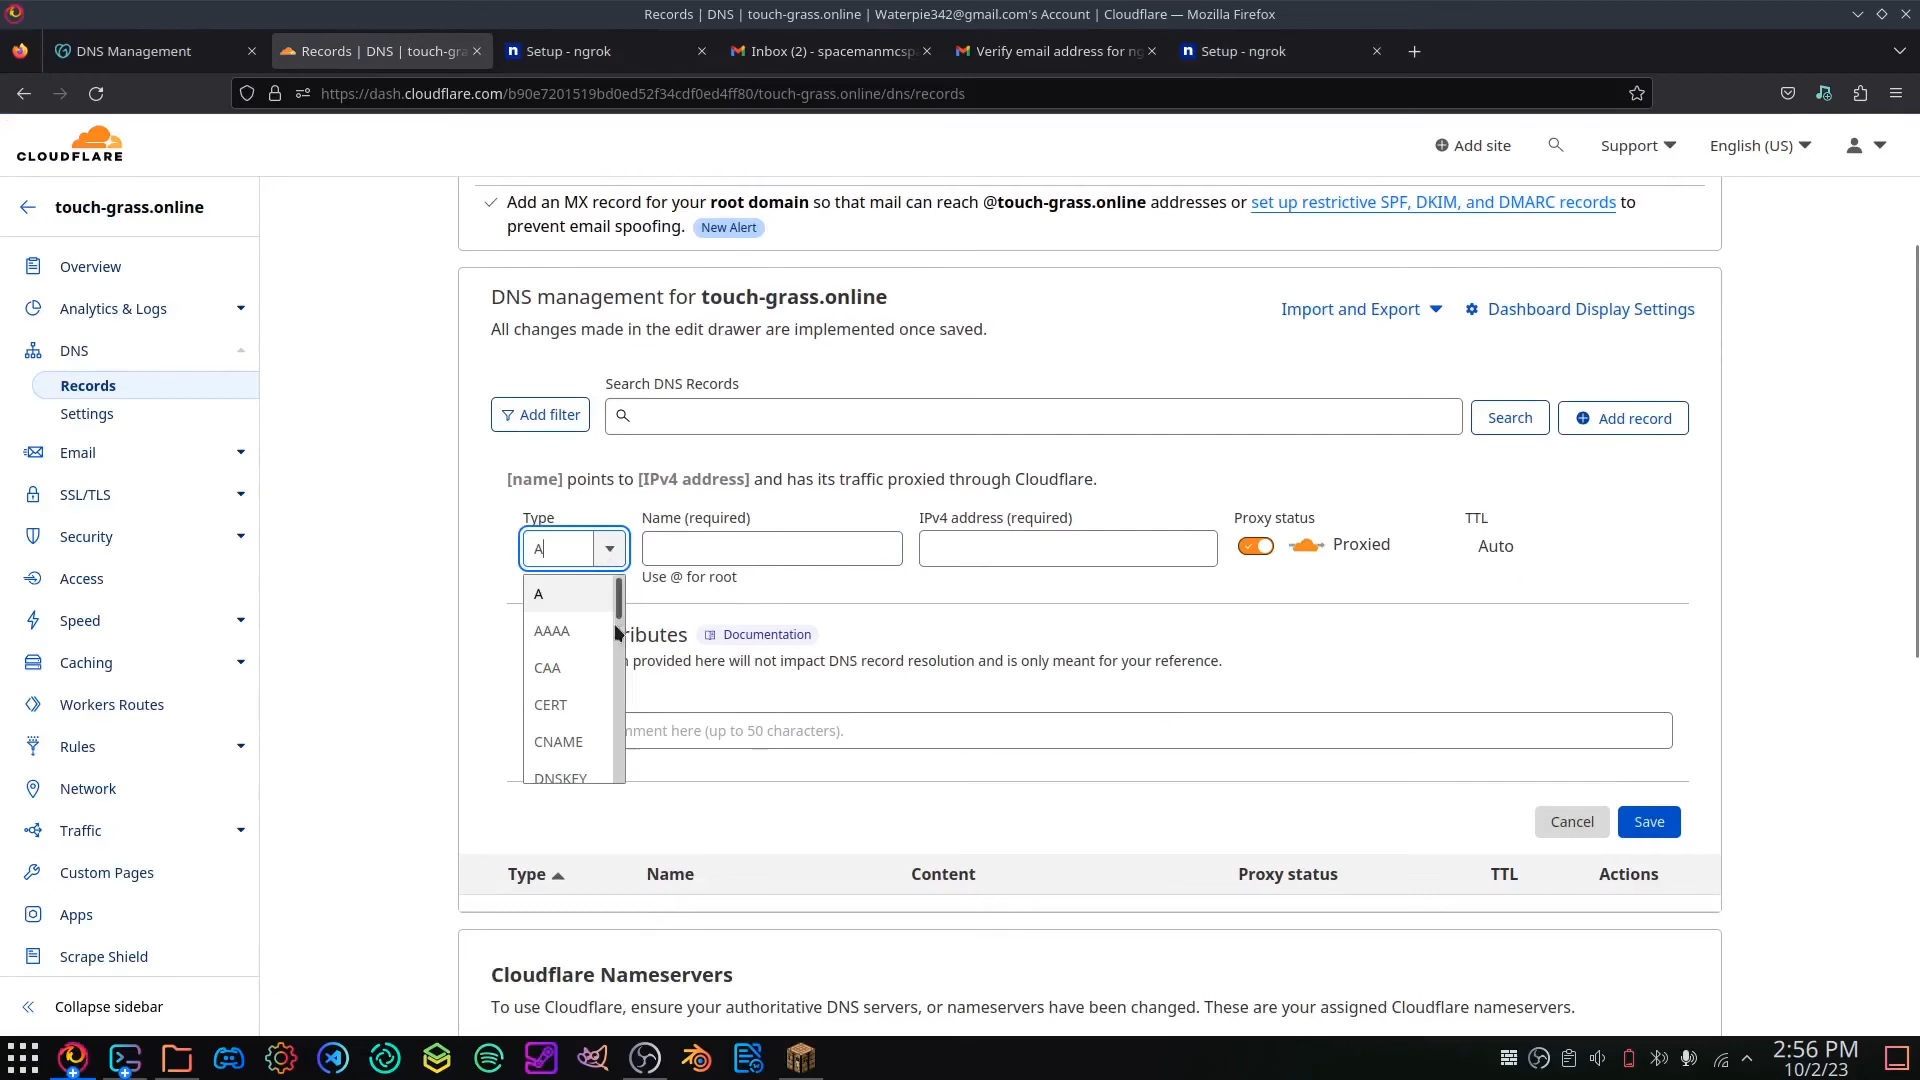 Records | DNS | touch-grass.online | Waterpie342@gmail.com's Account | Cloudflare — Mozilla Firefox
DNS Management
Records | DNS | touch-gra
Setup - ngrok
Inbox (2) - spacemanmcsp
Verify email address for ng
Setup - ngrok
https://dash.cloudflare.com/b90e7201519bd0ed52f34cdf0ed4ff80/touch-grass.online/dns/records
CLOUDFLARE
Add site
Support
English (US)
touch-grass.online
Overview
Analytics & Logs
DNS
Records
Settings
Email
SSL/TLS
Security
Access
Speed
Caching
Workers Routes
Rules
Network
Traffic
Custom Pages
Apps
Scrape Shield
Collapse sidebar
Add an MX record for your root domain so that mail can reach @touch-grass.online addresses or set up restrictive SPF, DKIM, and DMARC records to
prevent email spoofing. New Alert
DNS management for touch-grass.online
All changes made in the edit drawer are implemented once saved.
Import and Export
Dashboard Display Settings
Search DNS Records
Add filter
Search
Add record
[name] points to [IPv4 address] and has its traffic proxied through Cloudflare.
Type
Name (required)
IPv4 address (required)
Proxy status
TTL
A
Proxied
Auto
Use @ for root
A
AAAA
CAA
CERT
CNAME
DNSKEY
ributes
Documentation
provided here will not impact DNS record resolution and is only meant for your reference.
mment here (up to 50 characters).
Cancel
Save
Type
Name
Content
Proxy status
TTL
Actions
Cloudflare Nameservers
To use Cloudflare, ensure your authoritative DNS servers, or nameservers have been changed. These are your assigned Cloudflare nameservers.
2:56 PM
10/2/23